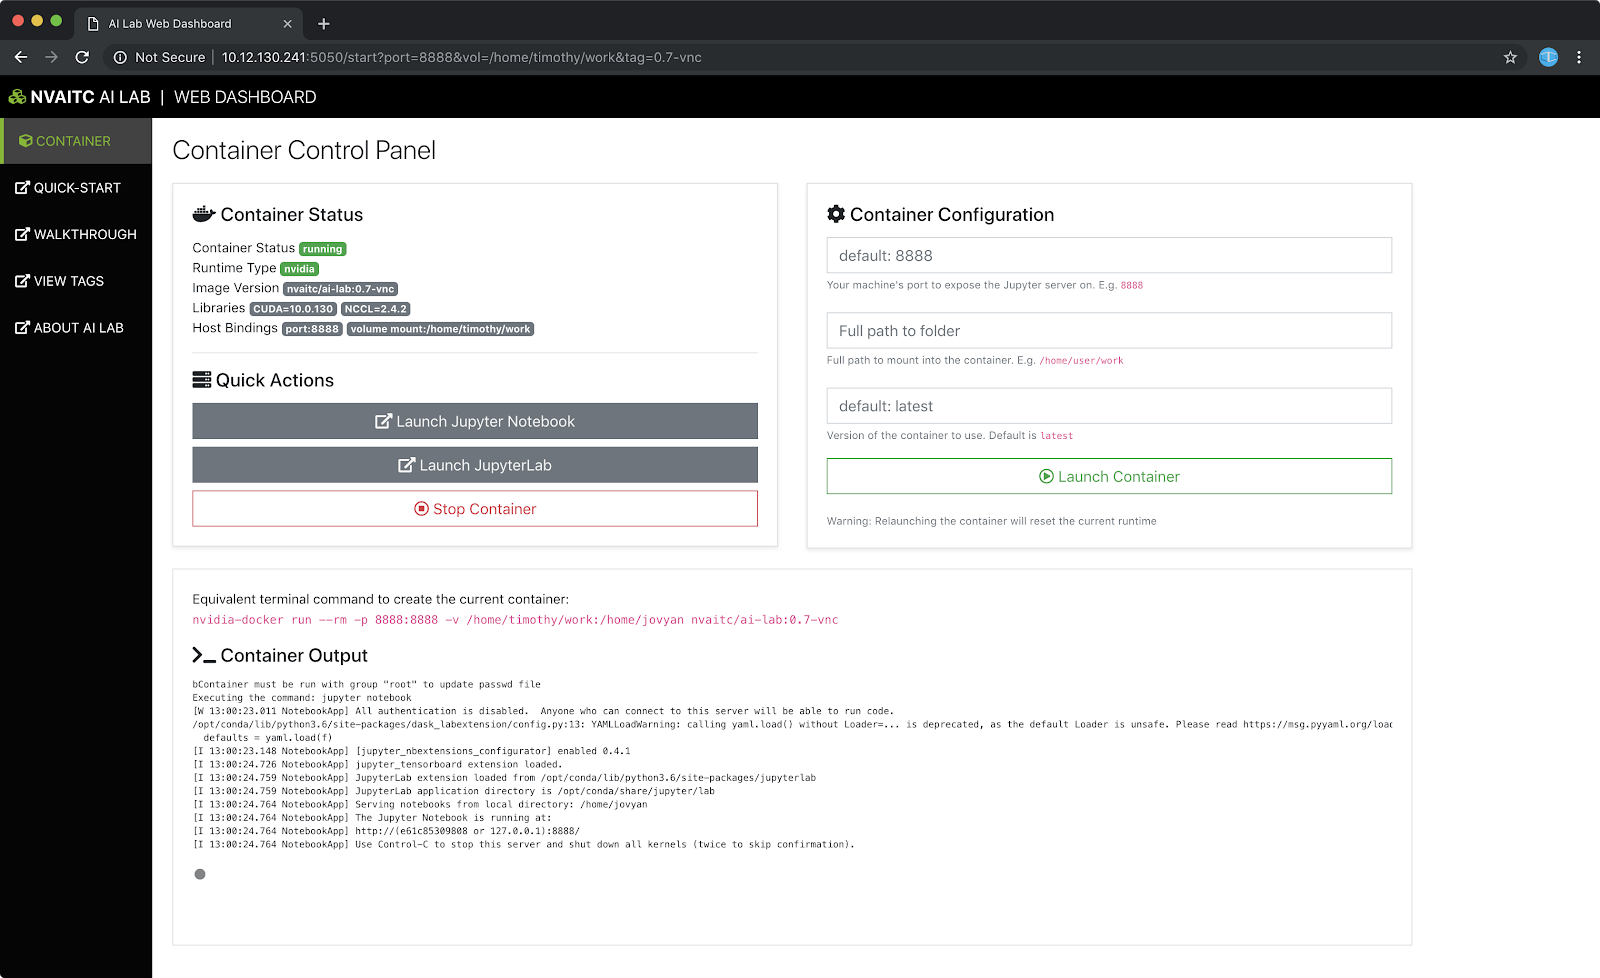 AI Lab Web Dashboard
Not Secure | 10.12.130.241:5050/start?port=8888&vol=/home/timothy/work&tag=0.7-vnc
NVAITC AI LAB | WEB DASHBOARD
CONTAINER
QUICK-START
WALKTHROUGH
VIEW TAGS
ABOUT AI LAB
Container Control Panel
Container Status
Container Status running
Runtime Type nvidia
Image Version nvaitc/ai-lab:0.7-vnc
Libraries CUDA=10.0.130 NCCL=2.4.2
Host Bindings port:8888 volume mount:/home/timothy/work
Quick Actions
Launch Jupyter Notebook
Launch JupyterLab
Stop Container
Container Configuration
default: 8888
Your machine's port to expose the Jupyter server on. E.g. 8888
Full path to folder
Full path to mount into the container. E.g. /home/user/work
default: latest
Version of the container to use. Default is latest
Launch Container
Warning: Relaunching the container will reset the current runtime
Equivalent terminal command to create the current container:
nvidia-docker run --rm -p 8888:8888 -v /home/timothy/work:/home/jovyan nvaitc/ai-lab:0.7-vnc
Container Output
bContainer must be run with group "root" to update passwd file
Executing the command: jupyter notebook
[W 13:00:23.011 NotebookApp] All authentication is disabled.  Anyone who can connect to this server will be able to run code.
/opt/conda/lib/python3.6/site-packages/dask_labextension/config.py:13: YAMLLoadWarning: calling yaml.load() without Loader=... is deprecated, as the default Loader is unsafe. Please read https://msg.pyyaml.org/load
defaults = yaml.load(f)
[I 13:00:23.148 NotebookApp] [jupyter_nbextensions_configurator] enabled 0.4.1
[I 13:00:24.726 NotebookApp] jupyter_tensorboard extension loaded.
[I 13:00:24.759 NotebookApp] JupyterLab extension loaded from /opt/conda/lib/python3.6/site-packages/jupyterlab
[I 13:00:24.759 NotebookApp] JupyterLab application directory is /opt/conda/share/jupyter/lab
[I 13:00:24.764 NotebookApp] Serving notebooks from local directory: /home/jovyan
[I 13:00:24.764 NotebookApp] The Jupyter Notebook is running at:
[I 13:00:24.764 NotebookApp] http://(e61c85309808 or 127.0.0.1):8888/
[I 13:00:24.764 NotebookApp] Use Control-C to stop this server and shut down all kernels (twice to skip confirmation).